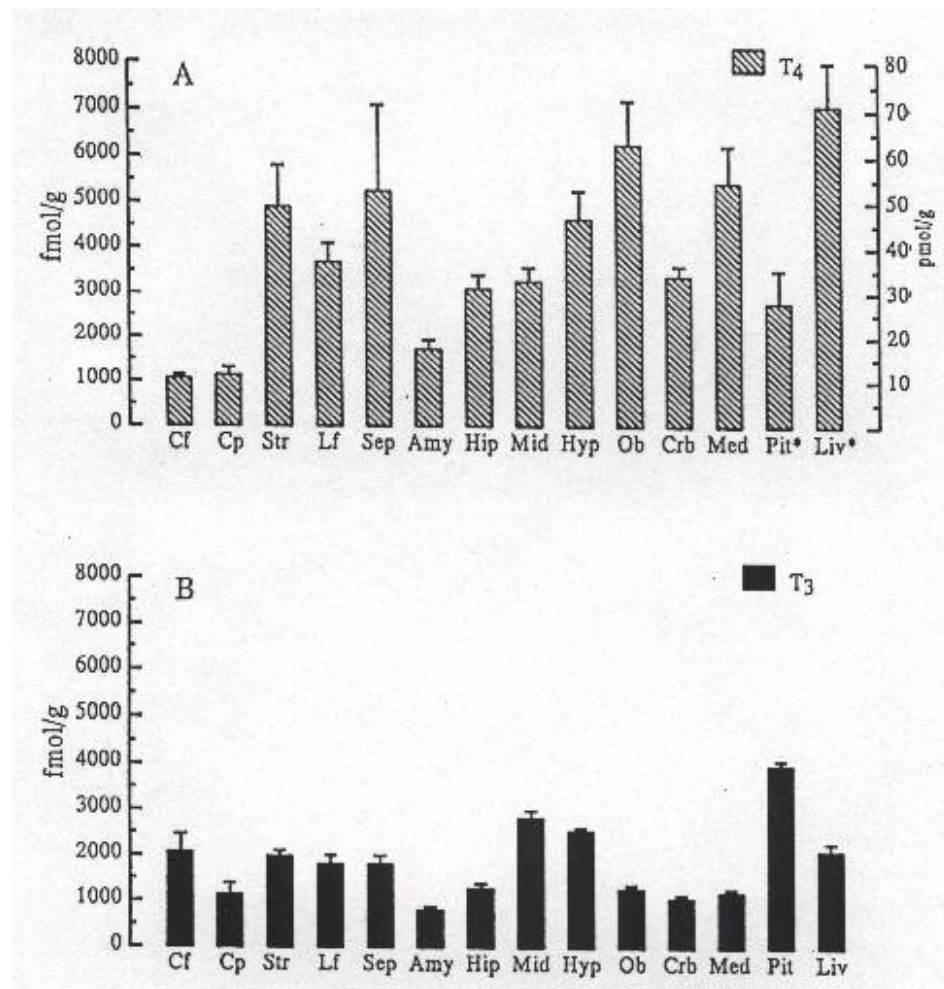 A
T4
8000
7000
6000
5000
4000
3000
2000
1000
0
fmol/g
80
70
60
50
40
30
20
10
pmol/g
Cf Cp Str Lf Sep Amy Hip Mid Hyp Ob Crb Med Pit* Liv*
B
T3
8000
7000
6000
5000
4000
3000
2000
1000
0
fmol/g
Cf Cp Str Lf Sep Amy Hip Mid Hyp Ob Crb Med Pit Liv